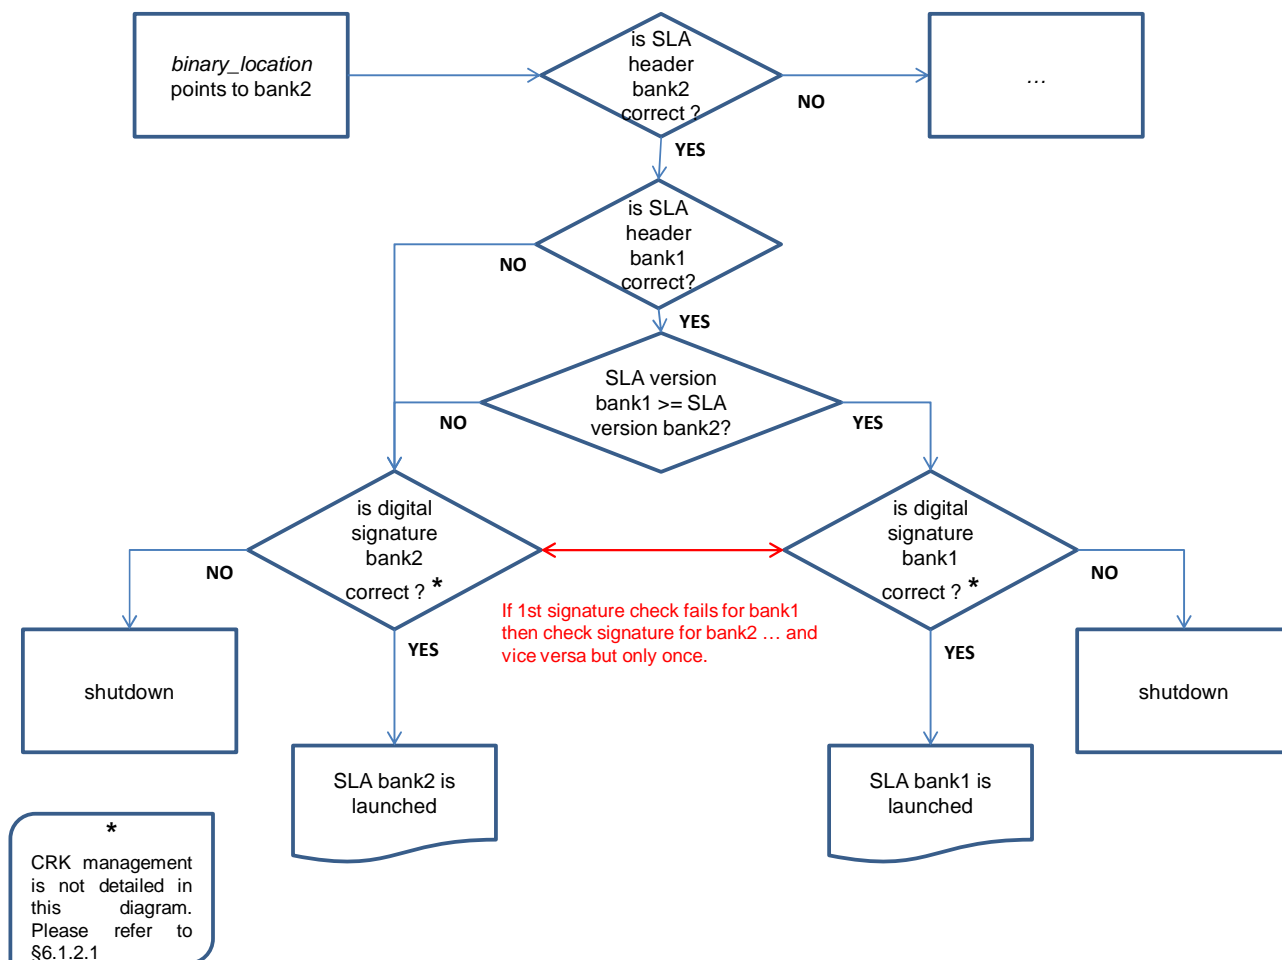 binary_location
points to bank2
is SLA
header
bank2
correct ?
NO
...
YES
is SLA
header
bank1
correct?
NO
YES
SLA version
bank1 >= SLA
version bank2?
NO
YES
is digital
signature
bank2
correct ? *
NO
YES
is digital
signature
bank1
correct ? *
NO
YES
If 1st signature check fails for bank1
then check signature for bank2 ... and
vice versa but only once.
shutdown
shutdown
SLA bank2 is
launched
SLA bank1 is
launched
*
CRK management
is not detailed in
this diagram.
Please refer to
§6.1.2.1